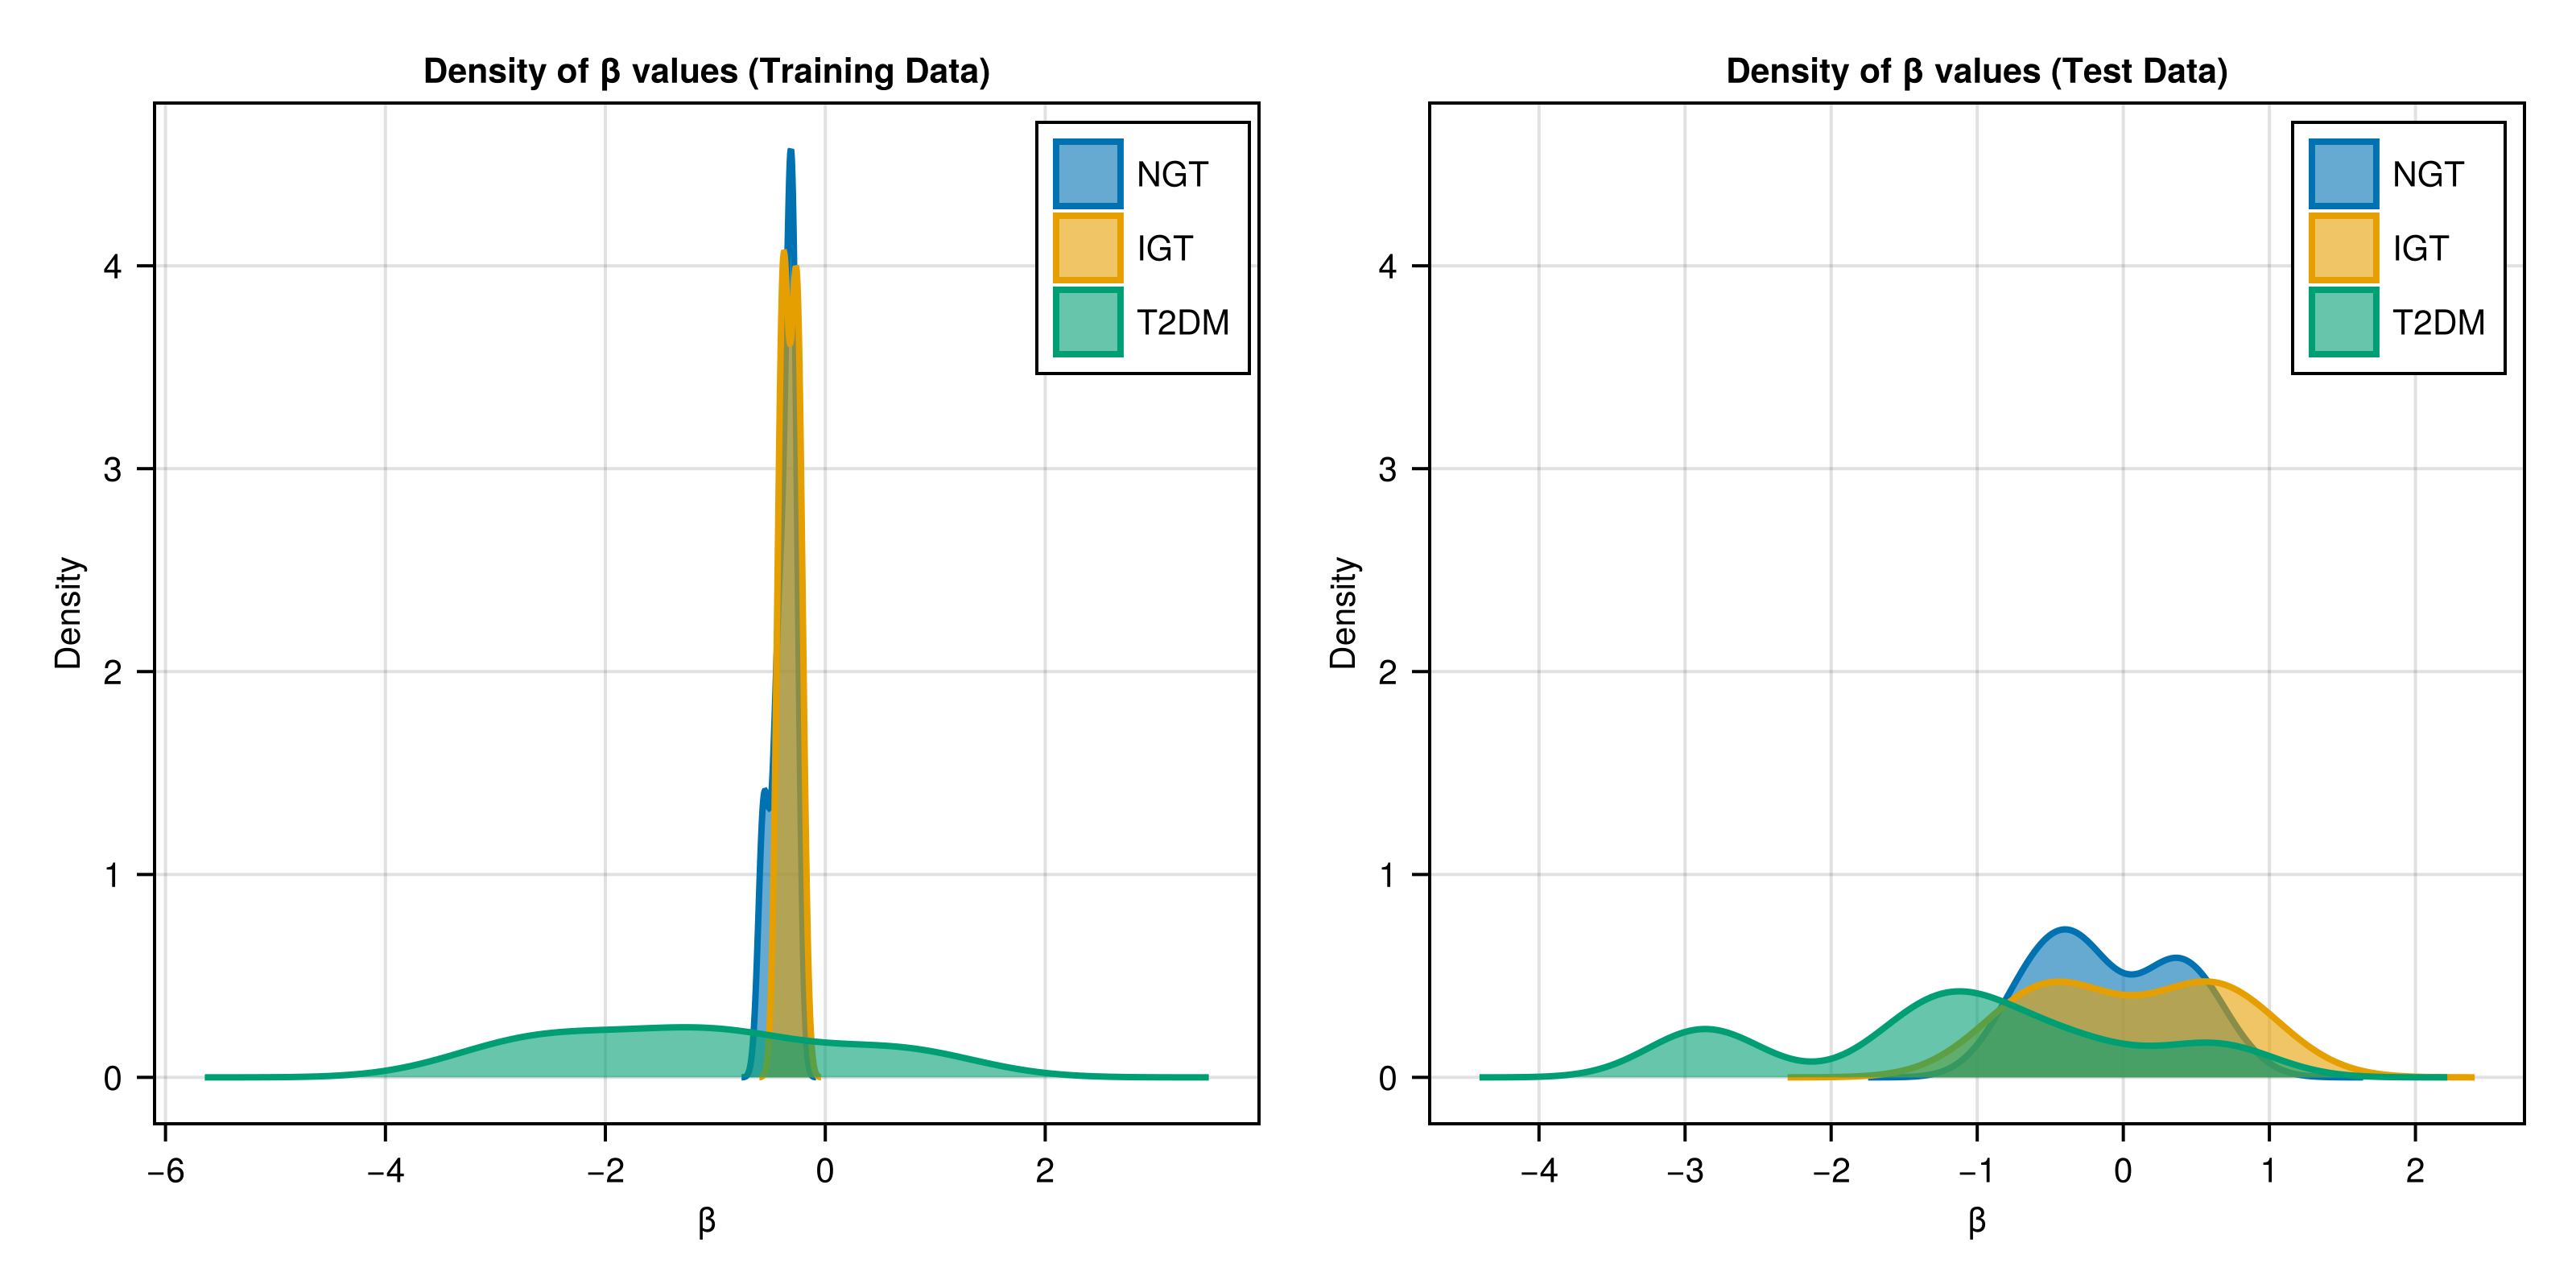 Density of β values (Training Data)
NGT
IGT
T2DM
Density
4
3
2
1
0
−6 −4 −2 0 2
β
Density of β values (Test Data)
NGT
IGT
T2DM
Density
4
3
2
1
0
−4 −3 −2 −1 0 1 2
β